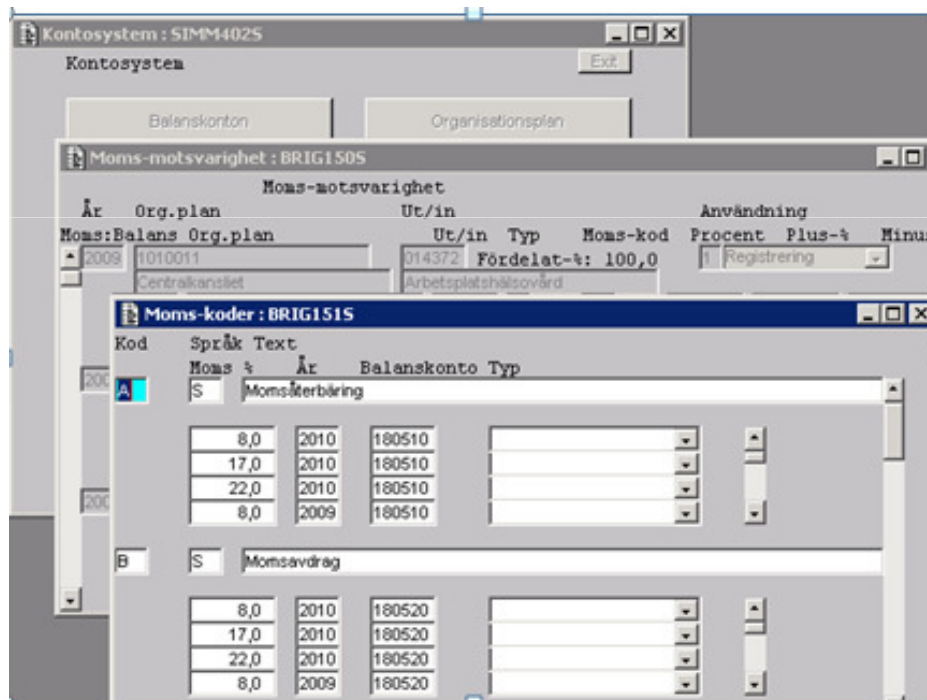 Kontosystem : SIMM402S
Kontosystem Exit
Balanskonton Organisationsplan
Moms-motsvarighet : BRIG150S
Moms-motsvarighet
År Org.plan Ut/in Användning
Moms:Balans Org.plan Ut/in Typ Moms-kod Procent Plus-% Minu
2009 1010011 014372 Fördelat-%: 100,0 1 Registrering
Centralkansliet Arbetsplatshälsovård
Moms-koder : BRIG151S
Kod Språk Text
Moms % År Balanskonto Typ
200
A S Momsåterbäring
8,0 2010 180510
17,0 2010 180510
22,0 2010 180510
200
8,0 2009 180510
B S Momsavdrag
8,0 2010 180520
17,0 2010 180520
22,0 2010 180520
8,0 2009 180520